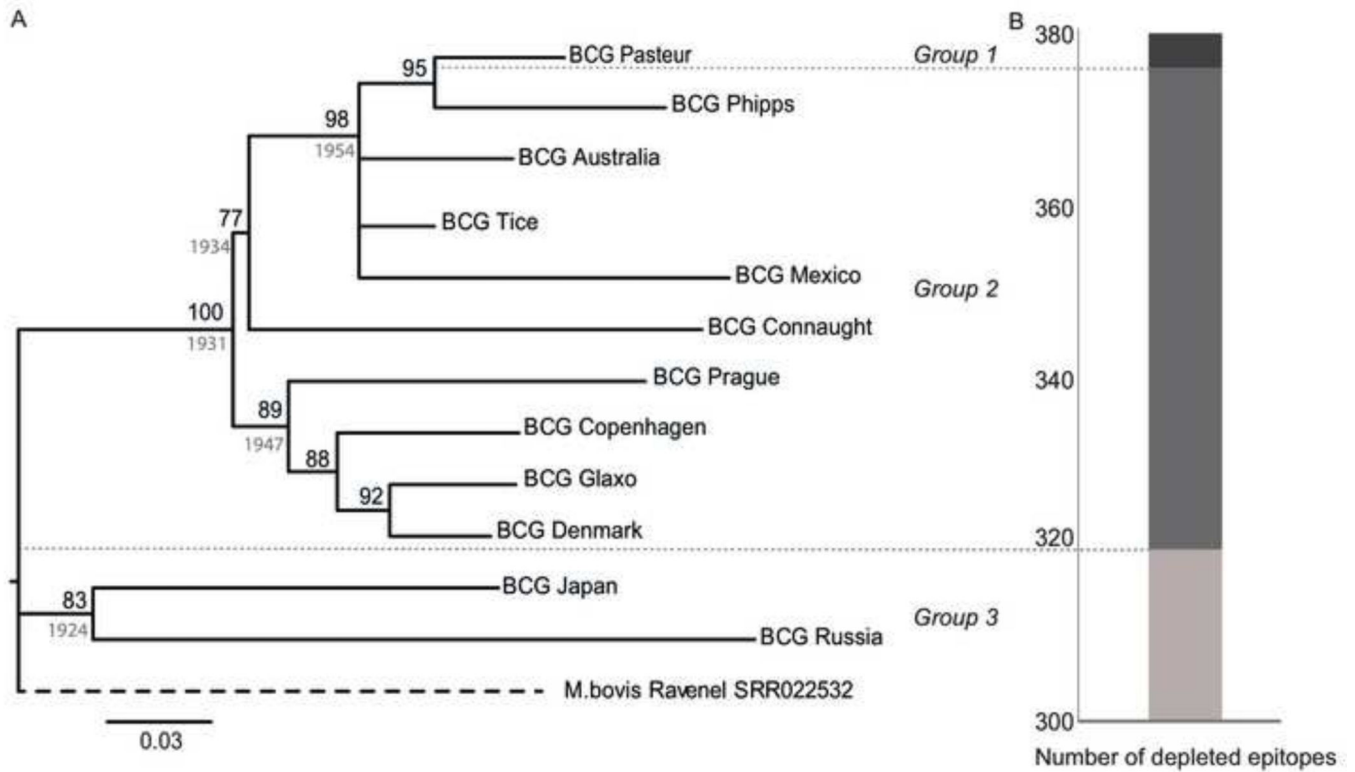 A
BCG Pasteur
Group 1
B
380
95
BCG Phipps
98
1954
BCG Australia
360
77
BCG Tice
1934
BCG Mexico
Group 2
100
1931
BCG Connaught
340
BCG Prague
89
1947
BCG Copenhagen
88
BCG Glaxo
92
BCG Denmark
320
BCG Japan
83
1924
Group 3
BCG Russia
M.bovis Ravenel SRR022532
300
0.03
Number of depleted epitopes